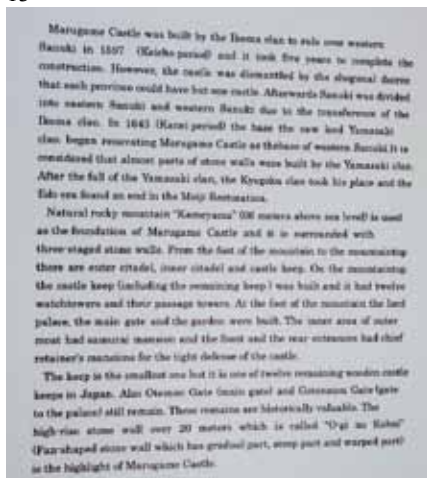 Marugame Castle was built by the Ikoma clan to rule over western
Sanuki in 1597 (Keicho period) and it took five years to complete the
construction. However, the castle was dismantled by the shogunal decree
that each province could have but one castle. Afterwards Sanuki was divided
into eastern Sanuki and western Sanuki due to the transference of the
Ikoma clan. In 1643 (Kanei period) the base the new lord Yamazaki
clan began renovating Marugame Castle as thebase of western Sanuki.It is
considered that almost parts of stone walls were built by the Yamazaki clan
After the fall of the Yamazaki clan, the Kyogoku clan took his place and the
Edo era found an end in the Meiji Restoration.
Natural rocky mountain "Kameyama" (66 meters above sea level) is used
as the foundation of Marugame Castle and it is surrounded with
three-staged stone walls. From the foot of the mountain to the mountaintop
there are outer citadel, inner citadel and castle keep. On the mountaintop
the castle keep (including the remaining keep) was built and it had twelve
watchtowers and their passage towers. At the foot of the mountain the lord
palace, the main gate and the garden were built. The inner area of outer
moat had samurai mansion and the front and the rear entrances had chief
retainer's mansions for the tight defense of the castle.
The keep is the smallest one but it is one of twelve remaining wooden castle
keeps in Japan. Also Otemon Gate (main gate) and Genkan Gate (gate
to the palace) still remain. These remains are historically valuable. The
high-rise stone wall over 20 meters which is called "O'gi no Kobai"
(Fan-shaped stone wall which has gradual part, steep part and warped part)
is the highlight of Marugame Castle.